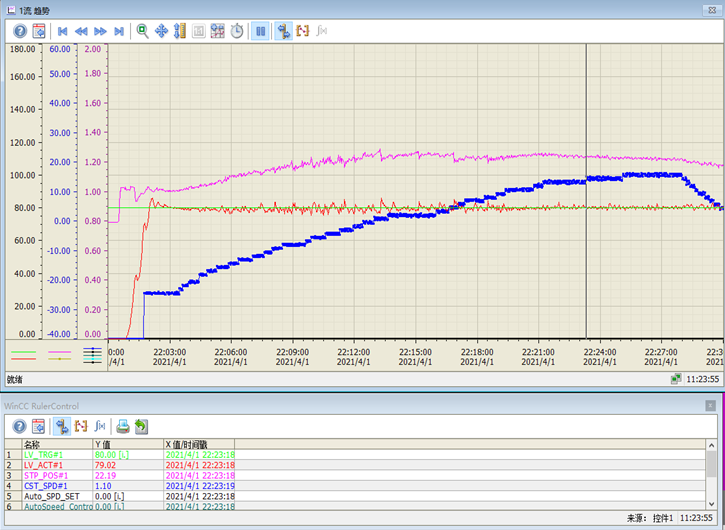 1流 趋势
180.00 60.00 2.00
160.00 50.00 1.80
140.00 40.00 1.60
120.00 30.00 1.40
100.00 20.00 1.20
80.00 10.00 1.00
60.00 0.00 0.80
40.00 -10.00 0.60
20.00 -20.00 0.40
0.00 -30.00 0.20
-40.00 0.00
0:00 22:03:00 22:06:00 22:09:00 22:12:00 22:15:00 22:18:00 22:21:00 22:24:00 22:27:00 22:3
/4/1 2021/4/1 2021/4/1 2021/4/1 2021/4/1 2021/4/1 2021/4/1 2021/4/1 2021/4/1 2021/4/1 2021
就绪 11:23:55
WinCC RulerControl
名称 Y 值 X 值/时间戳
1 LV_TRG#1 80.00 [L] 2021/4/1 22:23:18
2 LV_ACT#1 79.02 2021/4/1 22:23:18
3 STP_POS#1 22.19 2021/4/1 22:23:18
4 CST_SPD#1 1.10 2021/4/1 22:23:19
5 Auto_SPD_SET 0.00 [L] 2021/4/1 22:23:18
6 AutoSpeed_Contro 0.00 [L] 2021/4/1 22:23:18
来源: 控件1 11:23:55